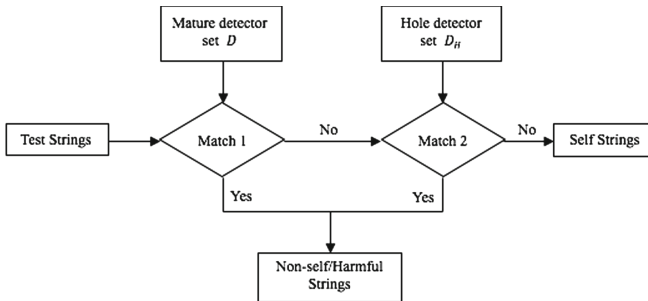 Mature detector
set D
Hole detector
set D_H
Test Strings
Match 1
No
Match 2
No
Self Strings
Yes
Yes
Non-self/Harmful
Strings